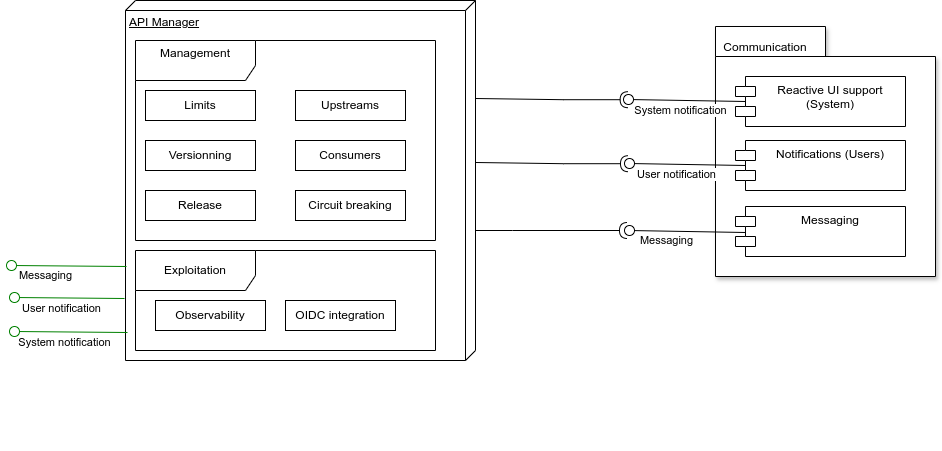 API Manager
Management
Limits
Upstreams
Versionning
Consumers
Release
Circuit breaking
Exploitation
Observability
OIDC integration
Messaging
User notification
System notification
System notification
User notification
Messaging
Communication
Reactive UI support
(System)
Notifications (Users)
Messaging